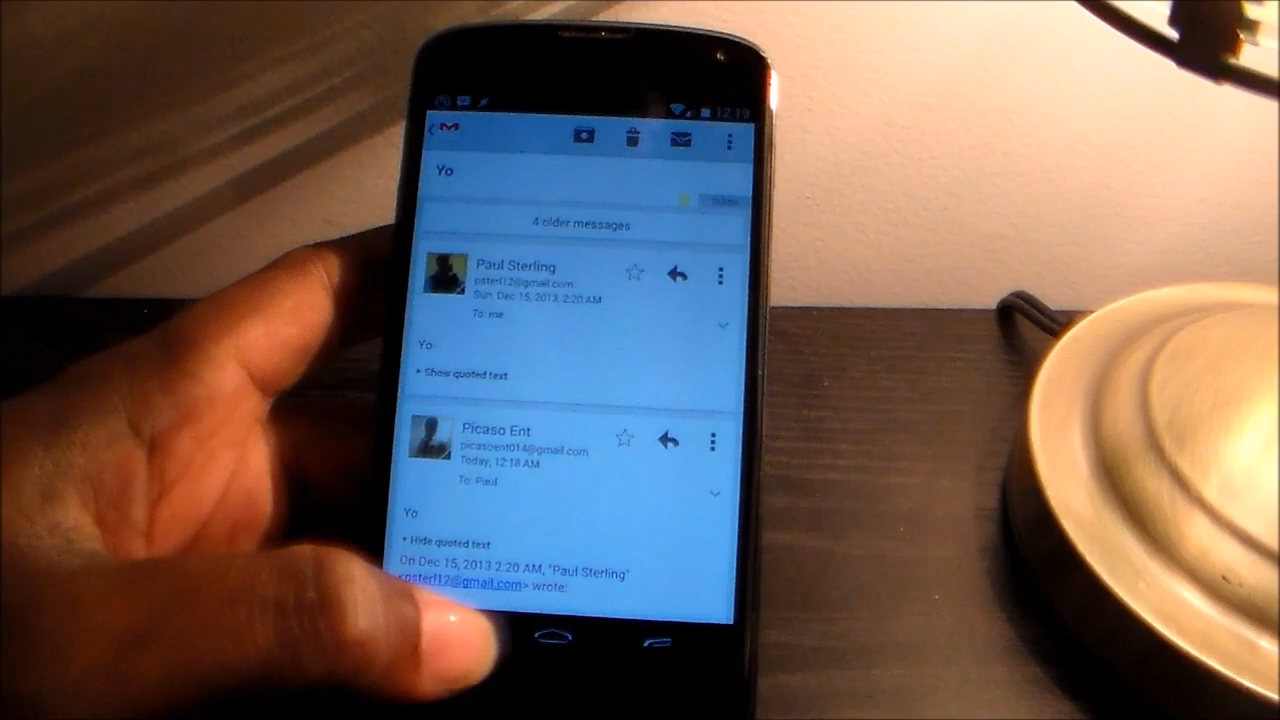 12:19
Yo
Inbox
4 older messages
Paul Sterling
psterl12@gmail.com
Sun, Dec 15, 2013, 2:20 AM
To: me
Yo
Show quoted text
Picaso Ent
picasoent014@gmail.com
Today, 12:18 AM
To: Paul
Yo
Hide quoted text
On Dec 15, 2013 2:20 AM, "Paul Sterling"
<psterl12@gmail.com> wrote: